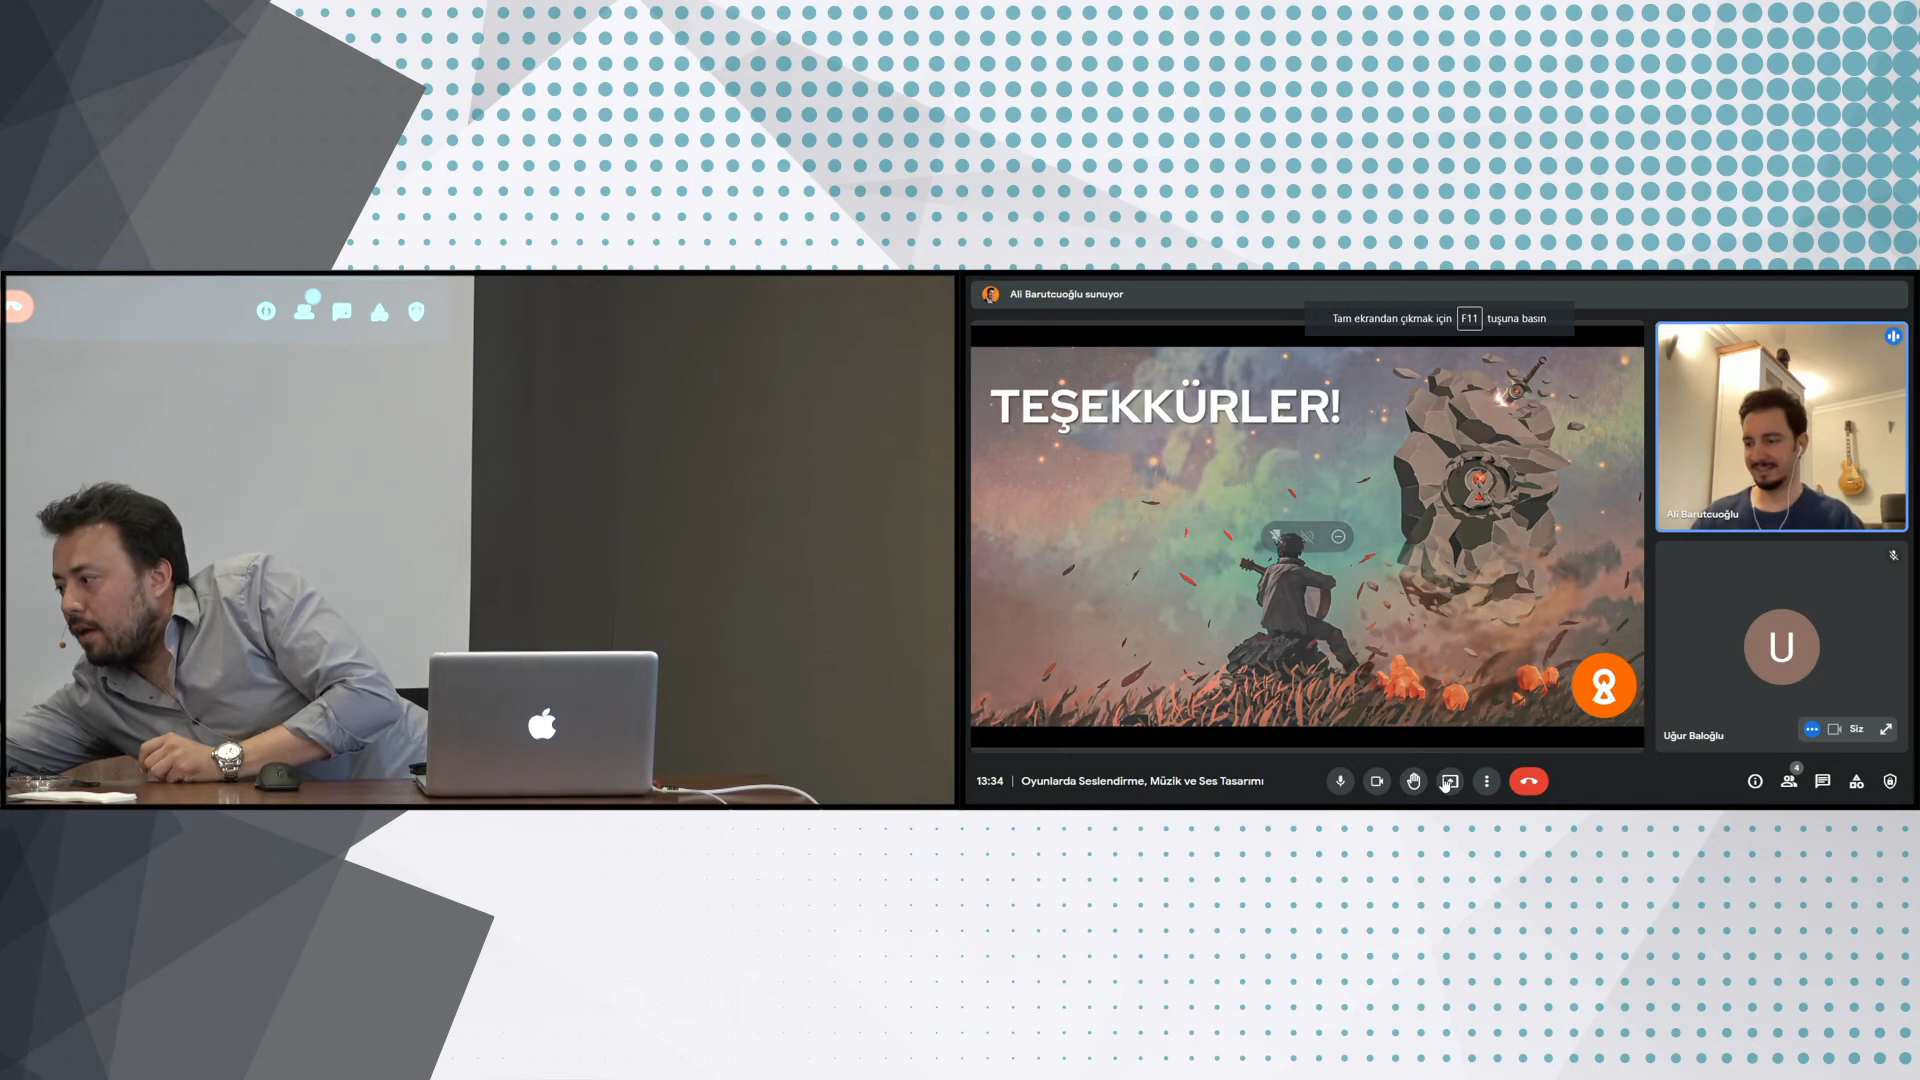 Ali Barutcuoğlu sunuyor
Tam ekrandan çıkmak için F11 tuşuna basın
TEŞEKKÜRLER!
Ali Barutcuoğlu
U
Uğur Baloğlu
Siz
13:34 | Oyunlarda Seslendirme, Müzik ve Ses Tasarımı
4